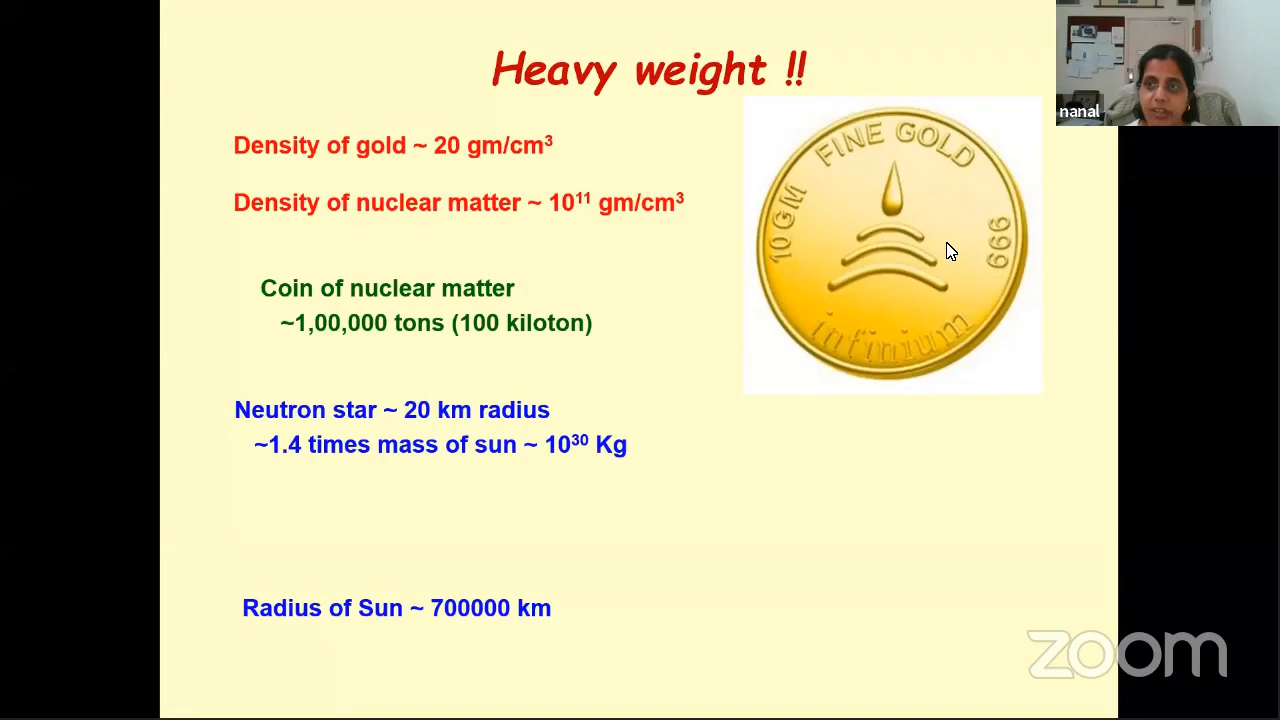 Heavy weight !!
nanal
Density of gold ~ 20 gm/cm³
Density of nuclear matter ~ 10¹¹ gm/cm³
FINE GOLD
10 GM
999
infinium
Coin of nuclear matter
~1,00,000 tons (100 kiloton)
Neutron star ~ 20 km radius
~1.4 times mass of sun ~ 10³⁰ Kg
Radius of Sun ~ 700000 km
zoom